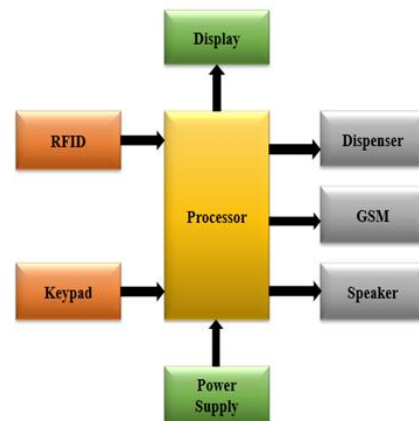 Display
RFID
Dispenser
Processor
GSM
Keypad
Speaker
Power
Supply